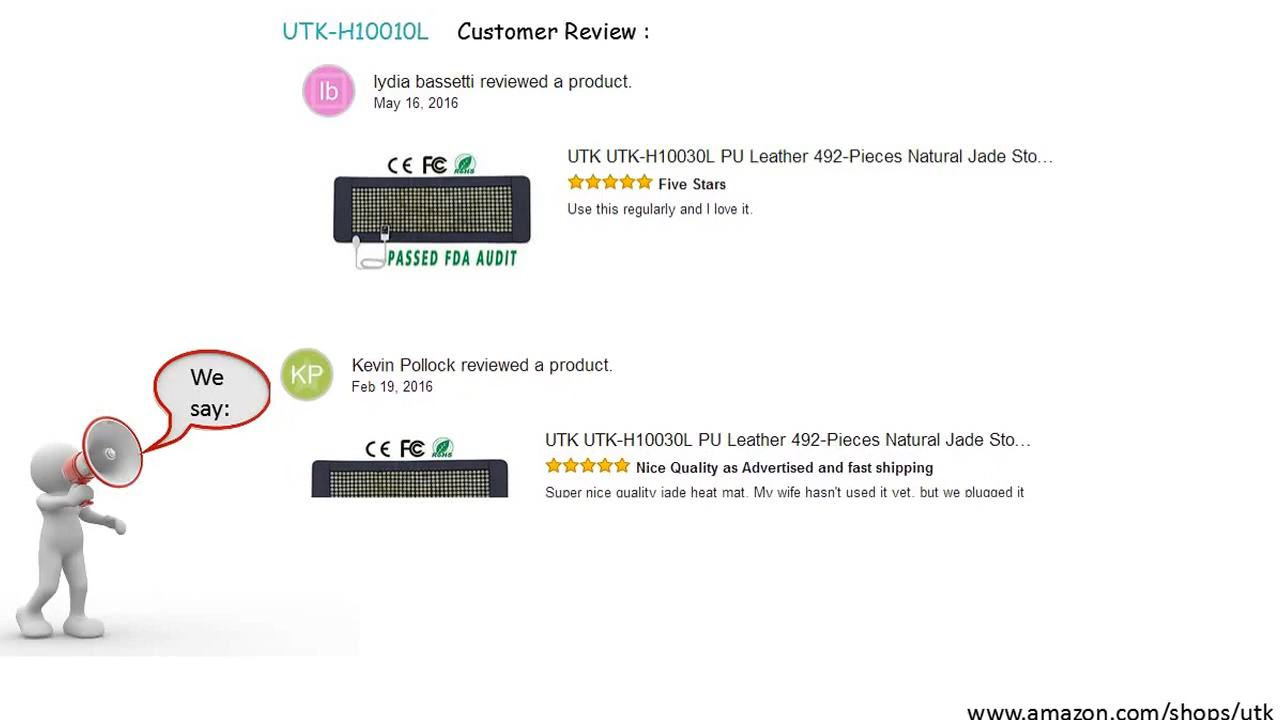 UTK-H10010L Customer Review :
lb
lydia bassetti reviewed a product.
May 16, 2016
CE FC RoHS
PASSED FDA AUDIT
UTK UTK-H10030L PU Leather 492-Pieces Natural Jade Sto...
Five Stars
Use this regularly and I love it.
We
say:
KP
Kevin Pollock reviewed a product.
Feb 19, 2016
CE FC RoHS
UTK UTK-H10030L PU Leather 492-Pieces Natural Jade Sto...
Nice Quality as Advertised and fast shipping
Super nice quality jade heat mat. My wife hasn't used it yet, but we plugged it
www.amazon.com/shops/utk